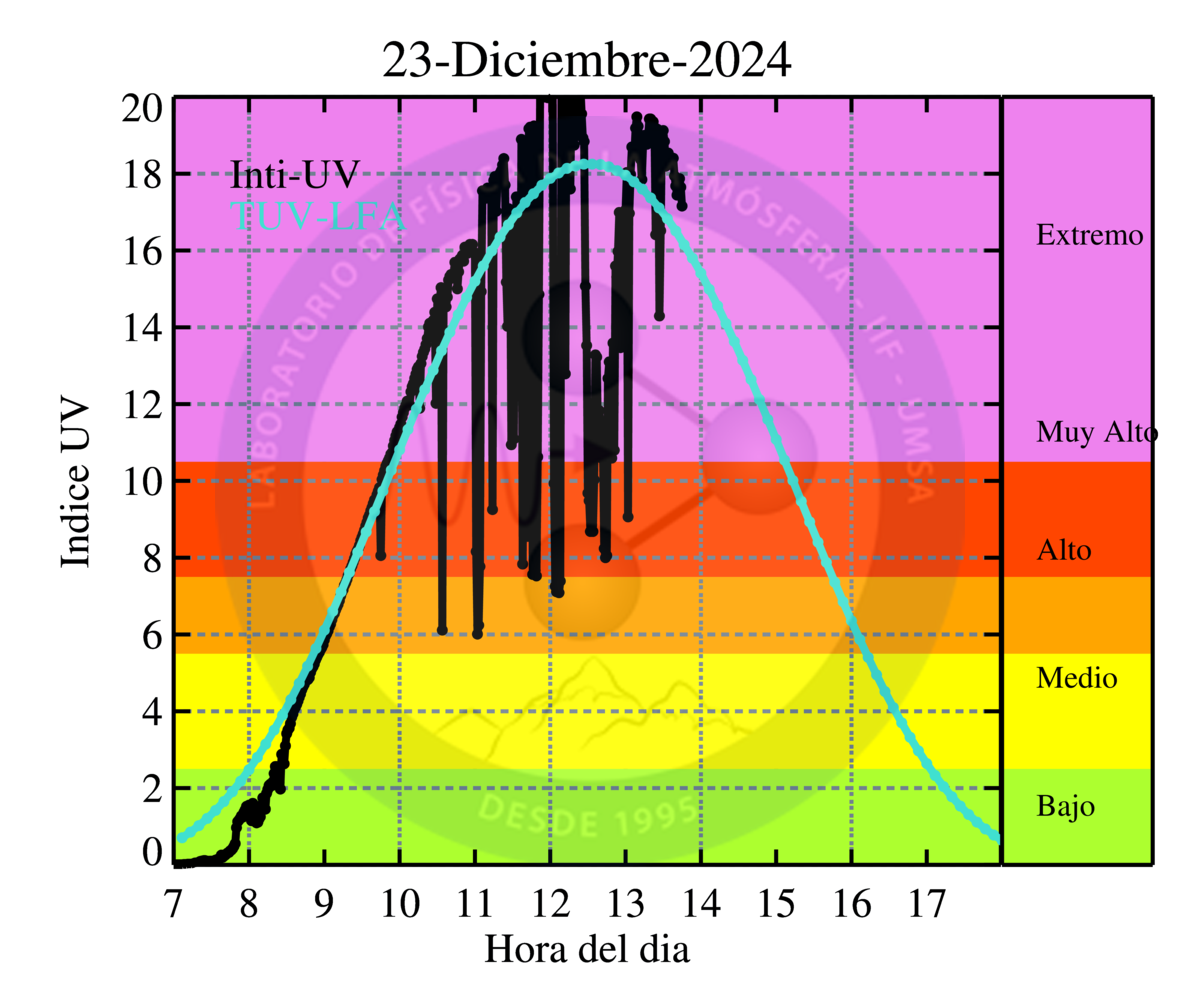 23-Diciembre-2024
Inti-UV
TUV-LFA
Indice UV
20
18
16
14
12
10
8
6
4
2
0
7 8 9 10 11 12 13 14 15 16 17
Hora del dia
Extremo
Muy Alto
Alto
Medio
Bajo
LABORATORIO DE FÍSICA DE LA ATMÓSFERA - IIF - UMSA
DESDE 1995